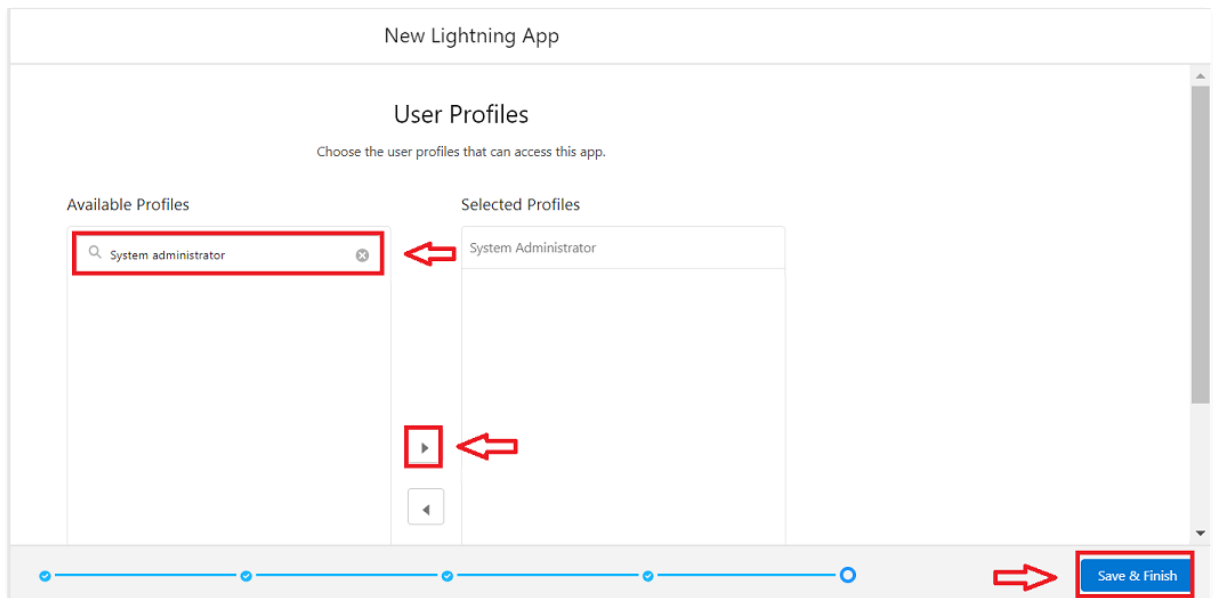 New Lightning App
User Profiles
Choose the user profiles that can access this app.
Available Profiles
Selected Profiles
System administrator
System Administrator
Save & Finish